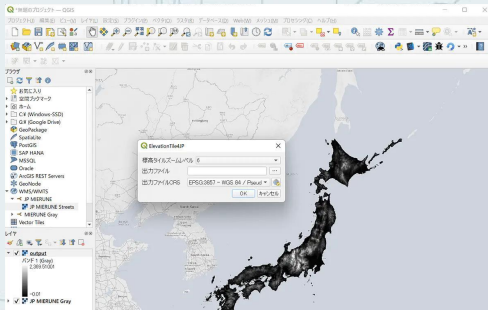 *無題のプロジェクト — QGIS
ブラウザ
お気に入り
空間ブックマーク
ホーム
C:¥ (Windows-SSD)
G:¥ (Google Drive)
GeoPackage
SpatiaLite
PostGIS
SAP HANA
MSSQL
Oracle
ArcGIS REST Servers
GeoNode
WMS/WMTS
JP MIERUNE
JP MIERUNE Streets
MIERUNE Gray
Vector Tiles
レイヤ
output
バンド 1 (Gray)
-0.01
JP MIERUNE Gray
ElevationTile4JP
標高タイルズームレベル 6
出力ファイル
…
出力ファイルCRS EPSG:3857 - WGS 84 / Pseud
OK キャンセル